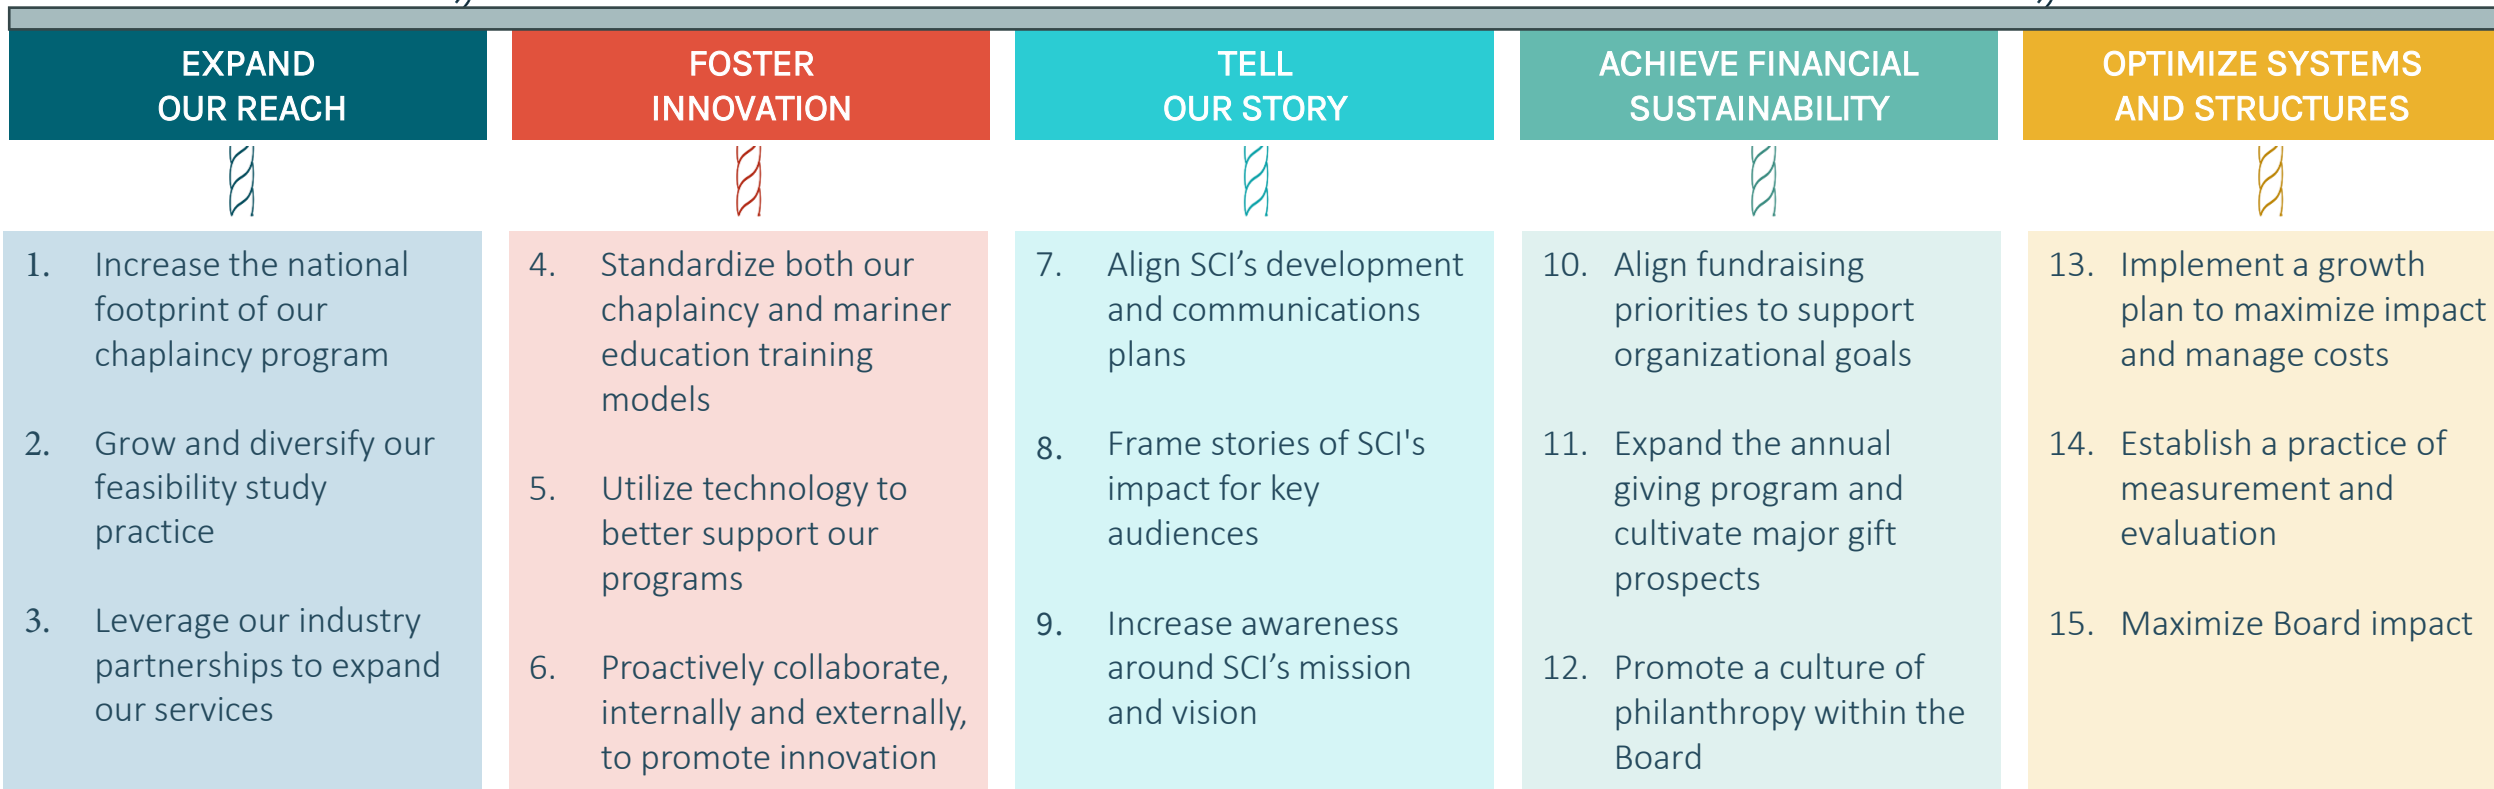 EXPAND
OUR REACH
1. Increase the national
footprint of our
chaplaincy program
2. Grow and diversify our
feasibility study
practice
3. Leverage our industry
partnerships to expand
our services
FOSTER
INNOVATION
4. Standardize both our
chaplaincy and mariner
education training
models
5. Utilize technology to
better support our
programs
6. Proactively collaborate,
internally and externally,
to promote innovation
TELL
OUR STORY
7. Align SCI’s development
and communications
plans
8. Frame stories of SCI's
impact for key
audiences
9. Increase awareness
around SCI’s mission
and vision
ACHIEVE FINANCIAL
SUSTAINABILITY
10. Align fundraising
priorities to support
organizational goals
11. Expand the annual
giving program and
cultivate major gift
prospects
12. Promote a culture of
philanthropy within the
Board
OPTIMIZE SYSTEMS
AND STRUCTURES
13. Implement a growth
plan to maximize impact
and manage costs
14. Establish a practice of
measurement and
evaluation
15. Maximize Board impact